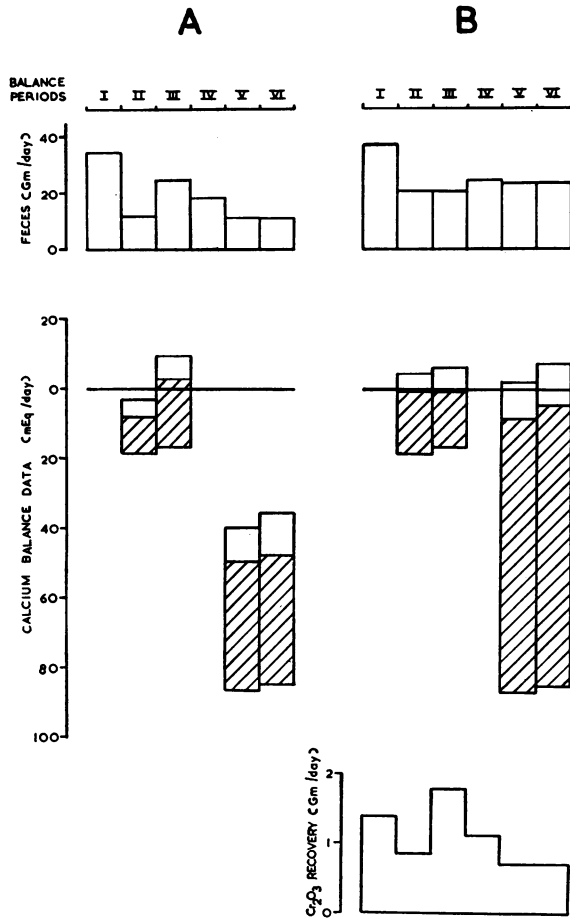 A B
BALANCE PERIODS I II III IV V VI I II III IV V VI
FECES (Gm/day)
40
20
0
CALCIUM BALANCE DATA (mEq/day)
20
0
20
40
60
80
100
Cr2O3 RECOVERY (Gm/day)
2
1
0